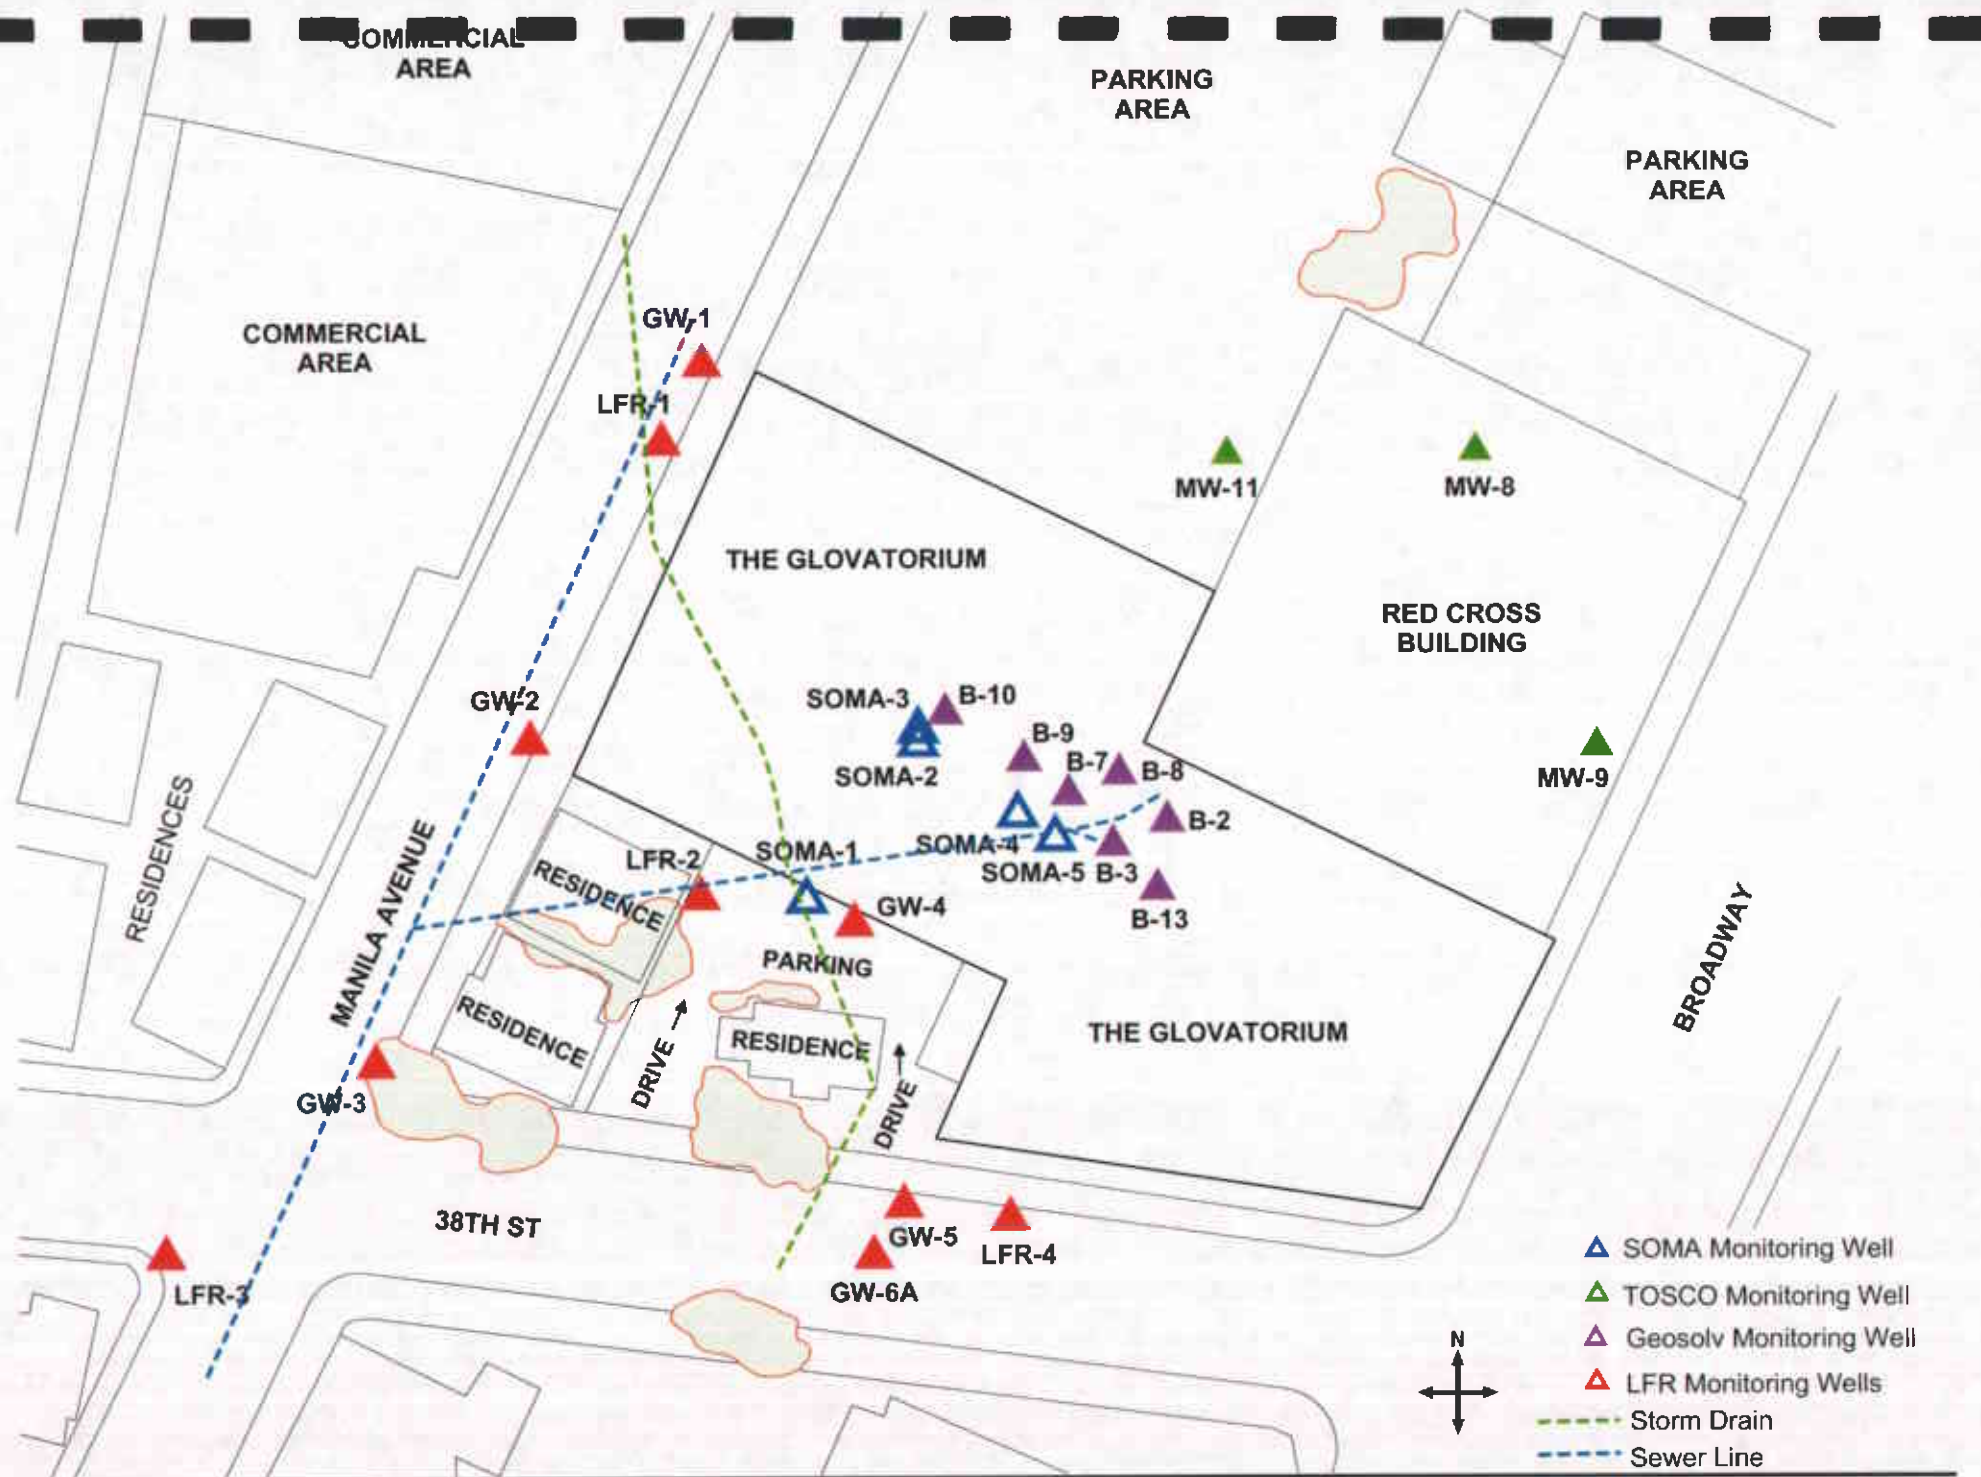 COMMERCIAL
AREA
PARKING
AREA
PARKING
AREA
GW-1
COMMERCIAL
AREA
LFR-1
MW-11
MW-8
THE GLOVATORIUM
RED CROSS
BUILDING
GW-2
SOMA-3
B-10
B-9
SOMA-2
B-7
B-8
MW-9
RESIDENCES
B-2
MANILA AVENUE
LFR-2
SOMA-1
SOMA-4
SOMA-5
B-3
RESIDENCE
GW-4
B-13
BROADWAY
PARKING
RESIDENCE
RESIDENCE
THE GLOVATORIUM
DRIVE
DRIVE
GW-3
38TH ST
GW-5
LFR-4
LFR-3
GW-6A
SOMA Monitoring Well
TOSCO Monitoring Well
N
Geosolv Monitoring Well
LFR Monitoring Wells
Storm Drain
Sewer Line